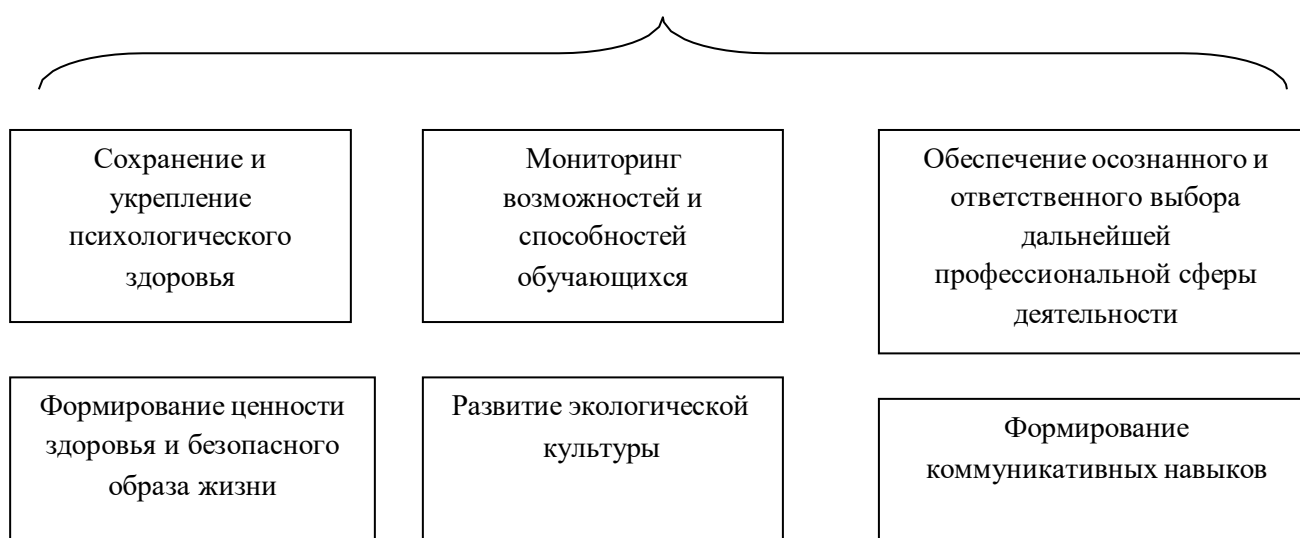 Сохранение и
укрепление
психологического
здоровья
Мониторинг
возможностей и
способностей
обучающихся
Обеспечение осознанного и
ответственного выбора
дальнейшей
профессиональной сферы
деятельности
Формирование ценности
здоровья и безопасного
образа жизни
Развитие экологической
культуры
Формирование
коммуникативных навыков